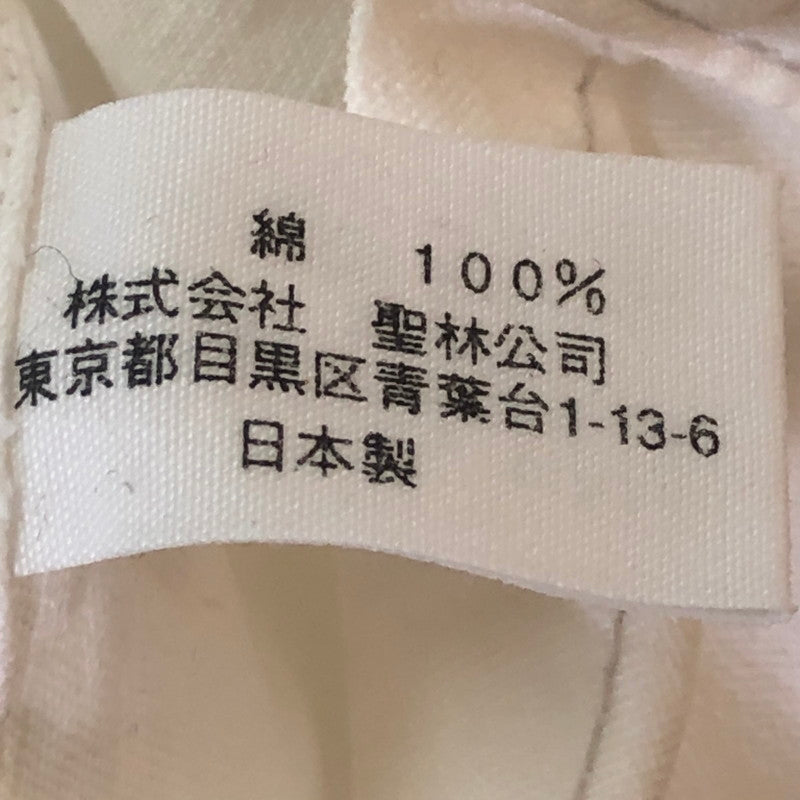 綿 100%
株式会社 聖林公司
東京都目黒区青葉台1-13-6
日本製